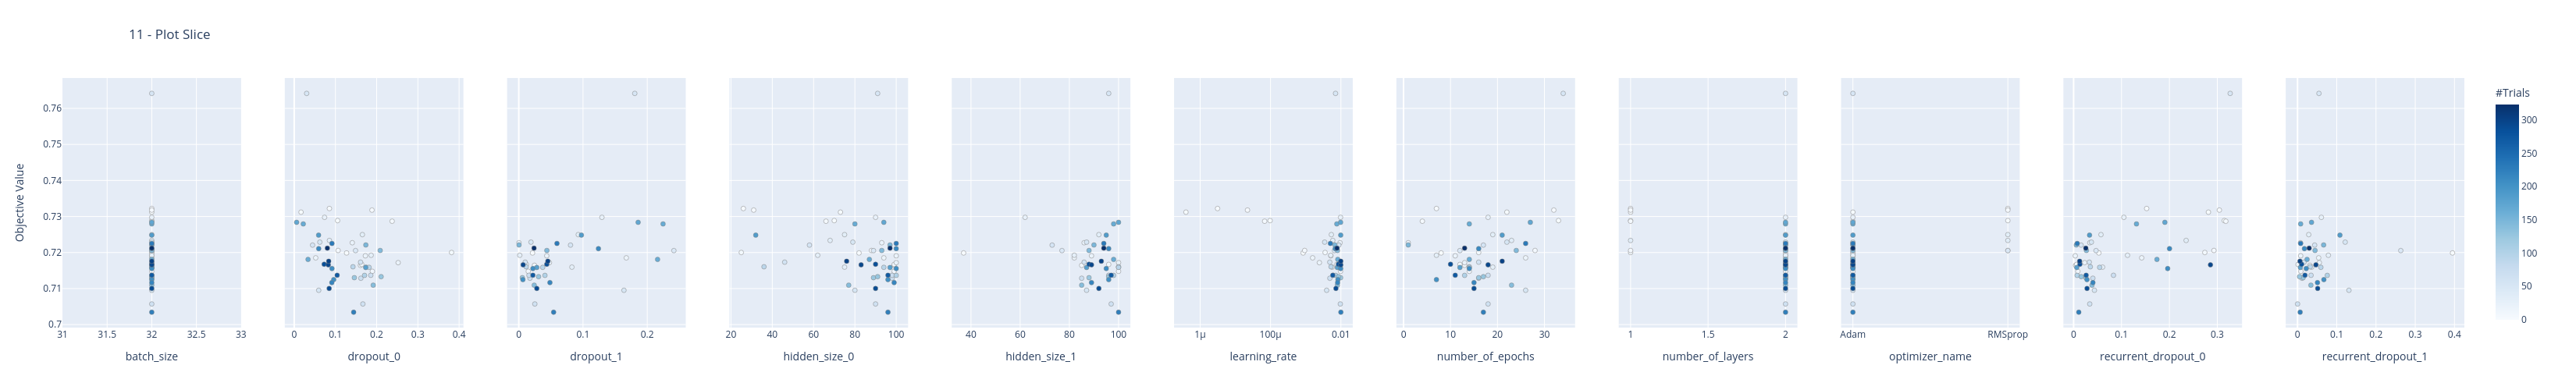 11 - Plot Slice
#Trials
Objective Value
0.76
0.75
0.74
0.73
0.72
0.71
0.7
300
250
200
150
100
50
0
31 31.5 32 32.5 33
0 0.1 0.2 0.3 0.4
0 0.1 0.2
20 40 60 80 100
40 60 80 100
1μ 100μ 0.01
0 10 20 30
1 1.5 2
Adam RMSprop
0 0.1 0.2 0.3
0 0.1 0.2 0.3 0.4
batch_size
dropout_0
dropout_1
hidden_size_0
hidden_size_1
learning_rate
number_of_epochs
number_of_layers
optimizer_name
recurrent_dropout_0
recurrent_dropout_1